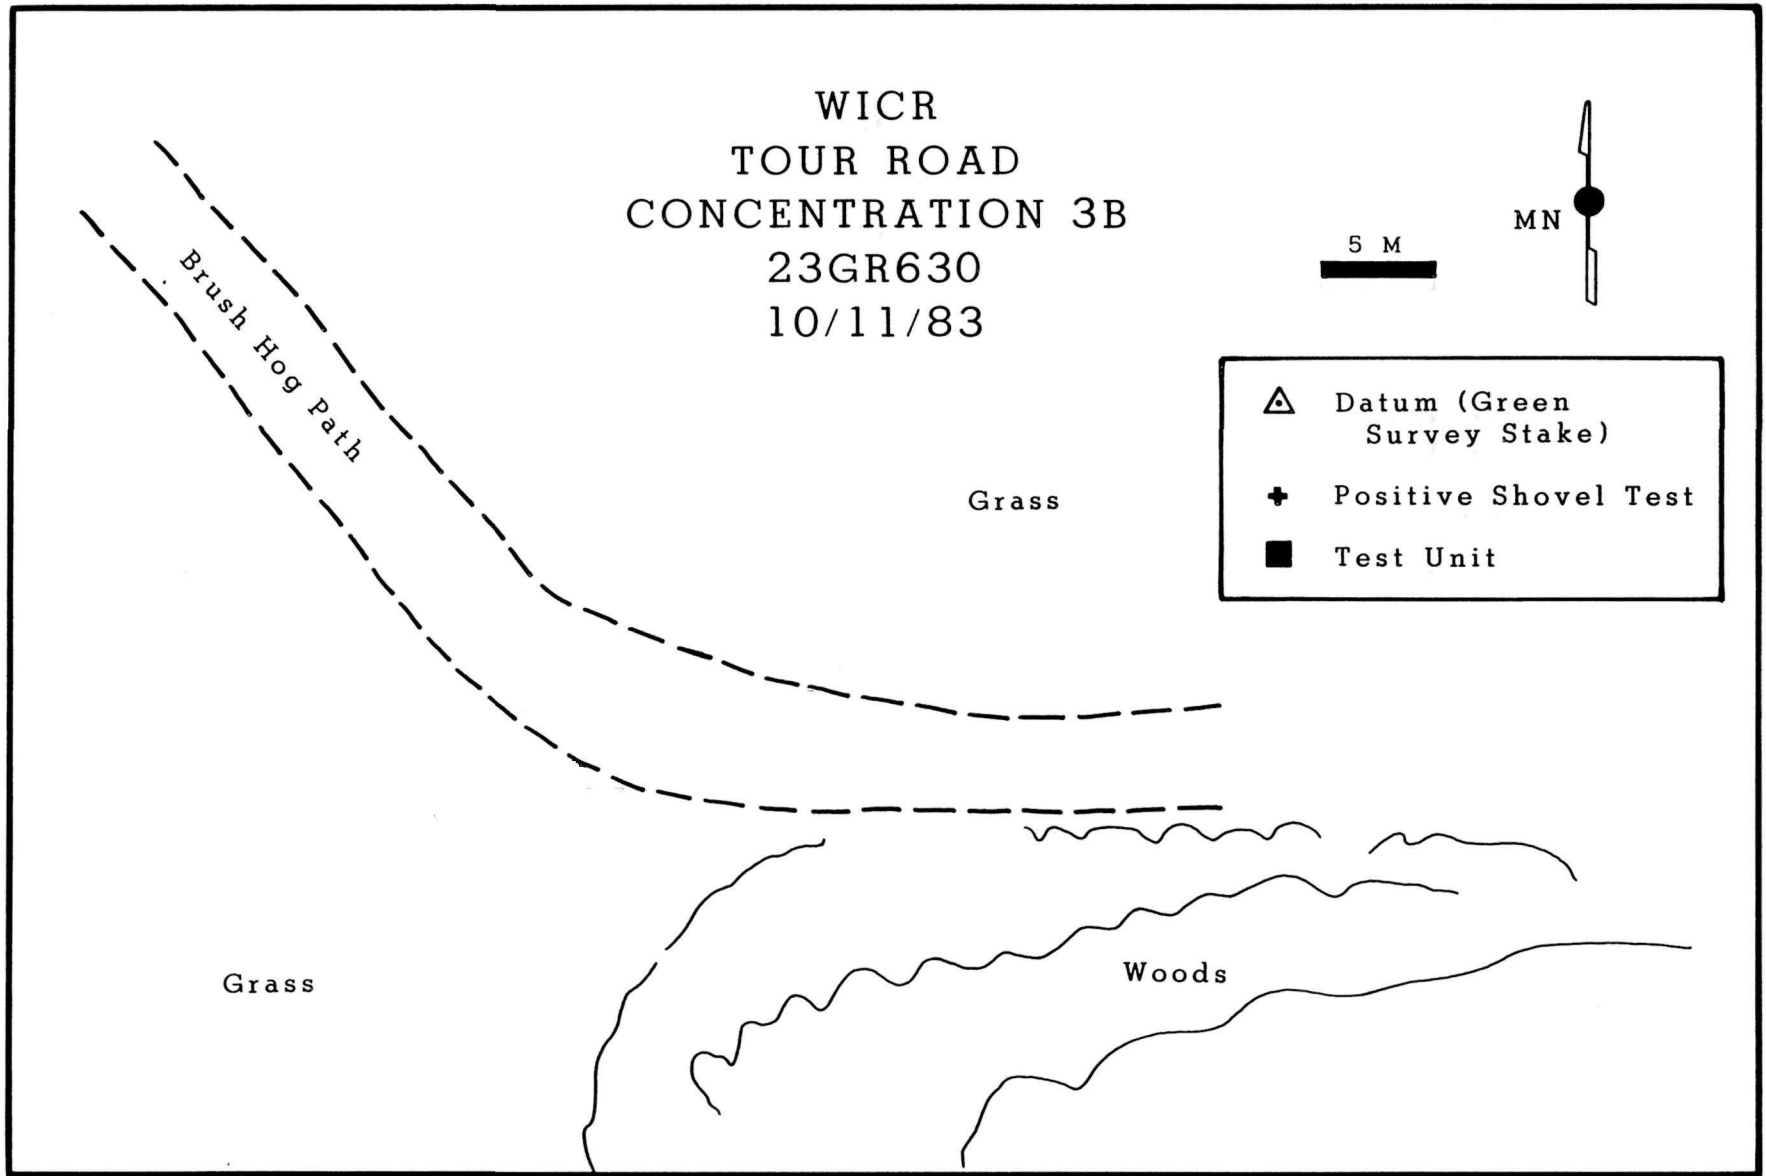 WICR
TOUR ROAD
CONCENTRATION 3B
23GR630
10/11/83
MN
5 M
Brush Hog Path
Datum (Green
Survey Stake)
Positive Shovel Test
Test Unit
Grass
Grass
Woods